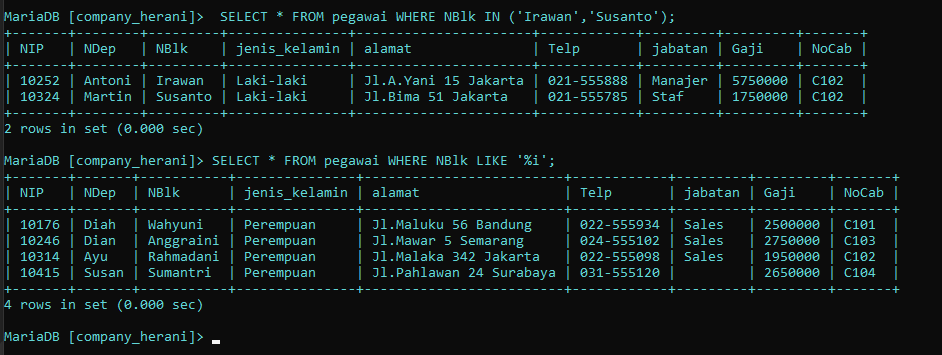 MariaDB [company_herani]>  SELECT * FROM pegawai WHERE NBlk IN ('Irawan','Susanto');
+-------+--------+---------+---------------+----------------------+------------+---------+---------+-------+
| NIP   | NDep   | NBlk    | jenis_kelamin | alamat               | Telp       | jabatan | Gaji    | NoCab |
+-------+--------+---------+---------------+----------------------+------------+---------+---------+-------+
| 10252 | Antoni | Irawan  | Laki-laki     | Jl.A.Yani 15 Jakarta | 021-555888 | Manajer | 5750000 | C102  |
| 10324 | Martin | Susanto | Laki-laki     | Jl.Bima 51 Jakarta   | 021-555785 | Staf    | 1750000 | C102  |
+-------+--------+---------+---------------+----------------------+------------+---------+---------+-------+
2 rows in set (0.000 sec)
MariaDB [company_herani]> SELECT * FROM pegawai WHERE NBlk LIKE '%i';
+-------+-------+-----------+---------------+-------------------------+------------+---------+---------+-------+
| NIP   | NDep  | NBlk      | jenis_kelamin | alamat                  | Telp       | jabatan | Gaji    | NoCab |
+-------+-------+-----------+---------------+-------------------------+------------+---------+---------+-------+
| 10176 | Diah  | Wahyuni   | Perempuan     | Jl.Maluku 56 Bandung    | 022-555934 | Sales   | 2500000 | C101  |
| 10246 | Dian  | Anggraini | Perempuan     | Jl.Mawar 5 Semarang     | 024-555102 | Sales   | 2750000 | C103  |
| 10314 | Ayu   | Rahmadani | Perempuan     | Jl.Malaka 342 Jakarta   | 022-555098 | Sales   | 1950000 | C102  |
| 10415 | Susan | Sumantri  | Perempuan     | Jl.Pahlawan 24 Surabaya | 031-555120 |         | 2650000 | C104  |
+-------+-------+-----------+---------------+-------------------------+------------+---------+---------+-------+
4 rows in set (0.000 sec)
MariaDB [company_herani]>